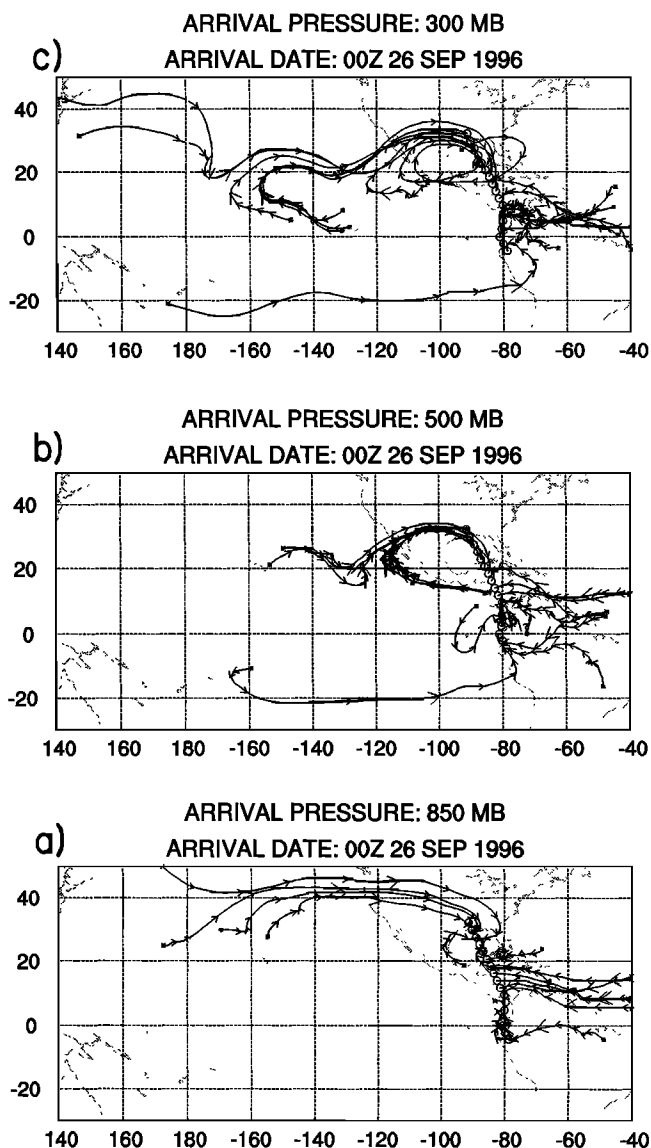 ARRIVAL PRESSURE: 300 MB
c)
ARRIVAL DATE: 00Z 26 SEP 1996
40
20
0
-20
140 160 180 -160 -140 -120 -100 -80 -60 -40
ARRIVAL PRESSURE: 500 MB
b)
ARRIVAL DATE: 00Z 26 SEP 1996
40
20
0
-20
140 160 180 -160 -140 -120 -100 -80 -60 -40
ARRIVAL PRESSURE: 850 MB
a)
ARRIVAL DATE: 00Z 26 SEP 1996
40
20
0
-20
140 160 180 -160 -140 -120 -100 -80 -60 -40